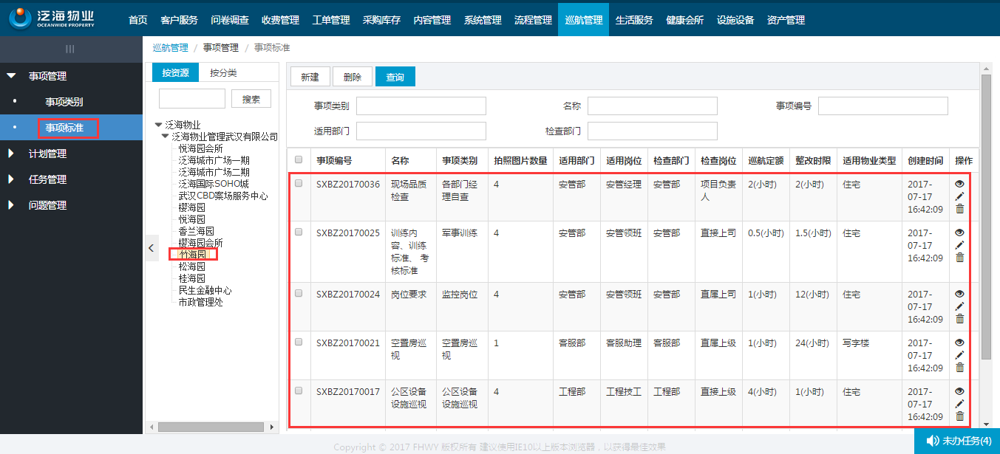 泛海物业
OCEANWIDE PROPERTY
首页 客户服务 问卷调查 收费管理 工单管理 采购库存 内容管理 系统管理 流程管理 巡航管理 生活服务 健康会所 设施设备 资产管理
事项管理
事项类别
事项标准
计划管理
任务管理
问题管理
巡航管理 / 事项管理 / 事项标准
按资源 按分类
搜索
泛海物业
泛海物业管理武汉有限公司
悦海园会所
泛海城市广场一期
泛海城市广场二期
泛海国际SOHO城
武汉CBD案场服务中心
樱海园
悦海园
香兰海园
樱海园会所
竹海园
松海园
桂海园
民生金融中心
市政管理处
新建 删除 查询
事项类别 名称 事项编号
适用部门 检查部门
事项编号 名称 事项类别 拍照图片数量 适用部门 适用岗位 检查部门 检查岗位 巡航定额 整改时限 适用物业类型 创建时间 操作
SXBZ20170036 现场品质 各部门经 4 安管部 安管经理 安管部 项目负责 2(小时) 2(小时) 住宅 2017-
检查 理自查 人 07-17
16:42:09
SXBZ20170025 训练内 军事训练 4 安管部 安管领班 安管部 直接上司 0.5(小时) 1.5(小时) 住宅 2017-
容、训练 07-17
标准、 考 16:42:09
核标准
SXBZ20170024 岗位要求 监控岗位 4 安管部 安管领班 安管部 直属上司 1(小时) 12(小时) 住宅 2017-
07-17
16:42:09
SXBZ20170021 空置房巡 空置房巡 1 客服部 客服助理 客服部 直属上级 1(小时) 24(小时) 写字楼 2017-
视 视 07-17
16:42:09
SXBZ20170017 公区设备 公区设备 4 工程部 工程技工 工程部 直接上级 4(小时) 1(小时) 住宅 2017-
设施巡视 设施巡视 07-17
16:42:09
Copyright © 2017 FHWY 版权所有 建议使用IE10以上版本浏览器，以获得最佳效果
未办任务(4)